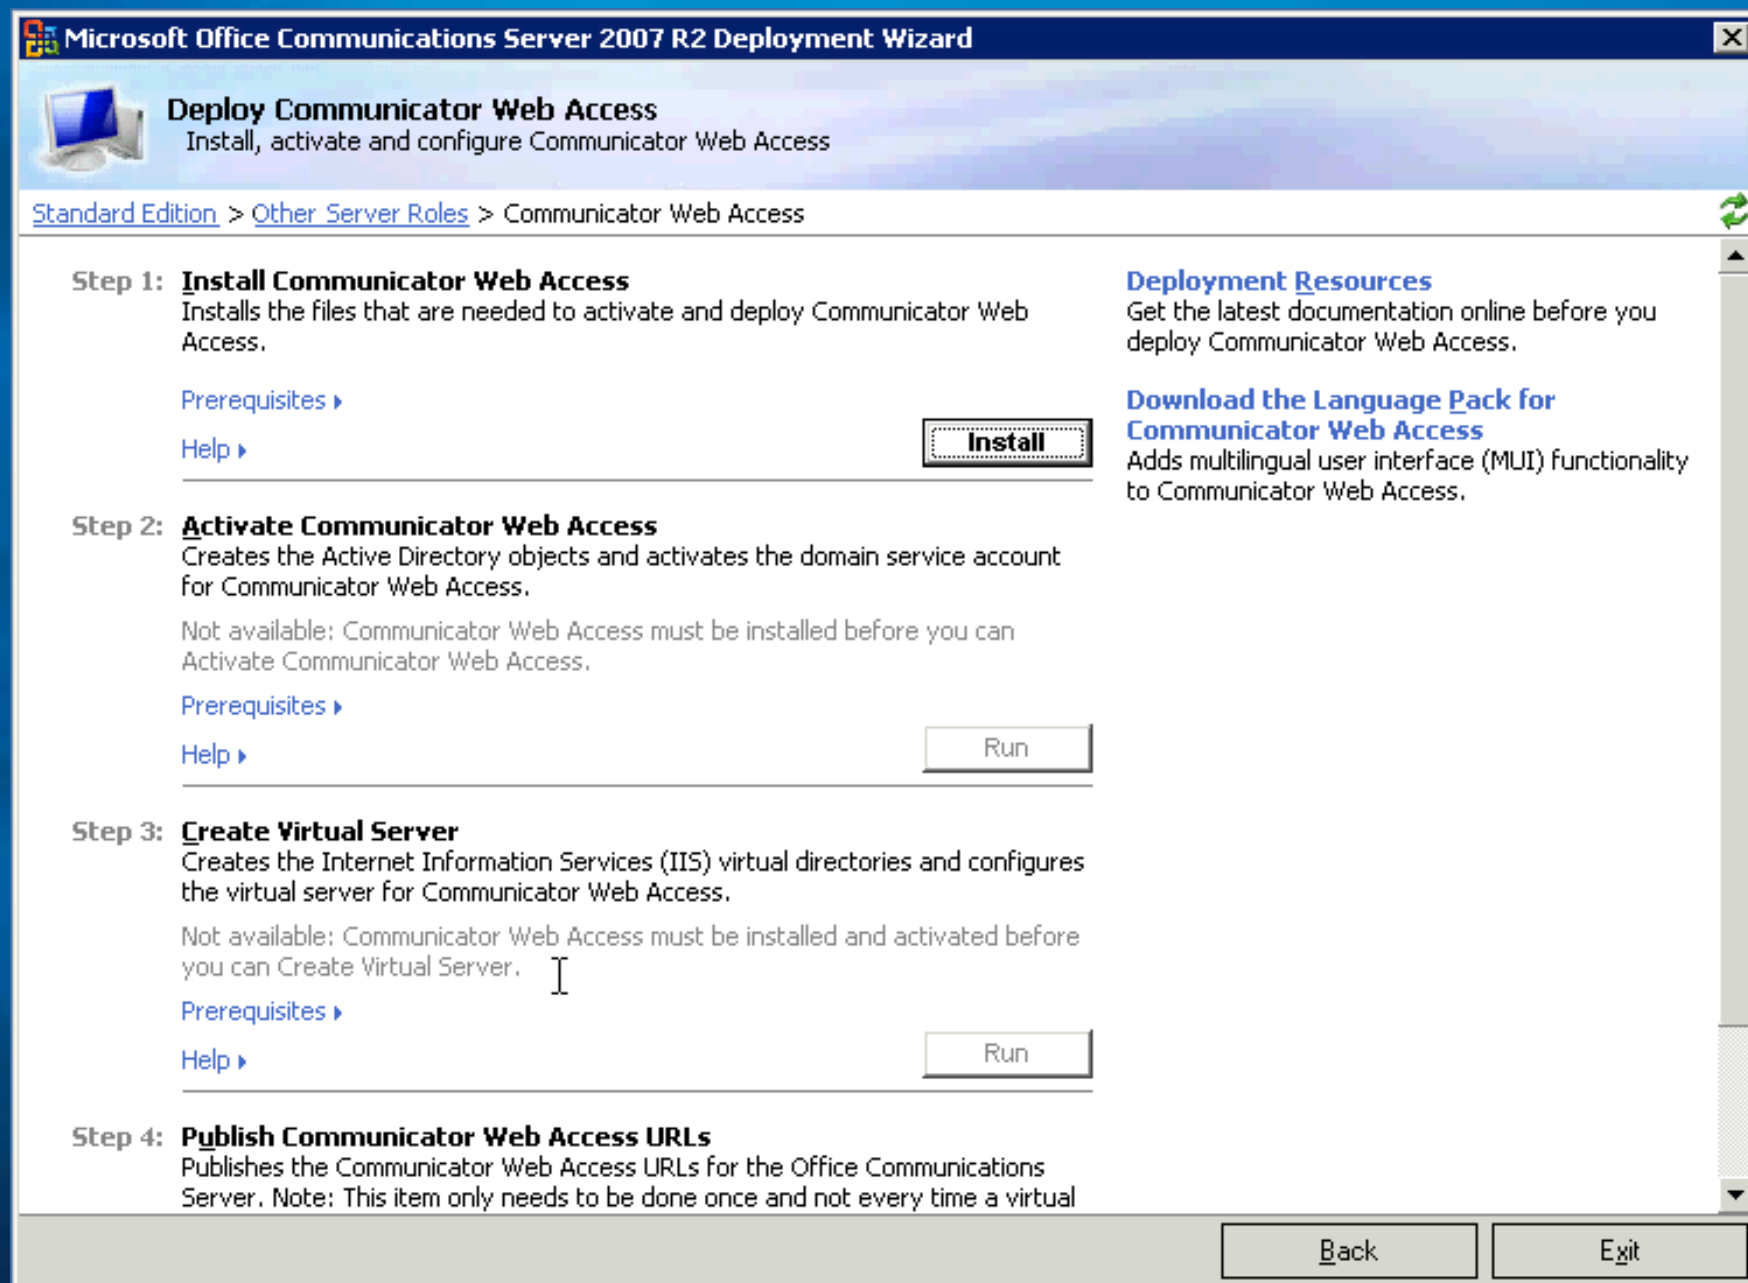 Microsoft Office Communications Server 2007 R2 Deployment Wizard
Deploy Communicator Web Access
Install, activate and configure Communicator Web Access
Standard Edition > Other Server Roles > Communicator Web Access
Step 1: Install Communicator Web Access
Installs the files that are needed to activate and deploy Communicator Web
Access.
Prerequisites
Help
Install
Step 2: Activate Communicator Web Access
Creates the Active Directory objects and activates the domain service account
for Communicator Web Access.
Not available: Communicator Web Access must be installed before you can
Activate Communicator Web Access.
Prerequisites
Help
Run
Step 3: Create Virtual Server
Creates the Internet Information Services (IIS) virtual directories and configures
the virtual server for Communicator Web Access.
Not available: Communicator Web Access must be installed and activated before
you can Create Virtual Server.
Prerequisites
Help
Run
Step 4: Publish Communicator Web Access URLs
Publishes the Communicator Web Access URLs for the Office Communications
Server. Note: This item only needs to be done once and not every time a virtual
Deployment Resources
Get the latest documentation online before you
deploy Communicator Web Access.
Download the Language Pack for
Communicator Web Access
Adds multilingual user interface (MUI) functionality
to Communicator Web Access.
Back
Exit